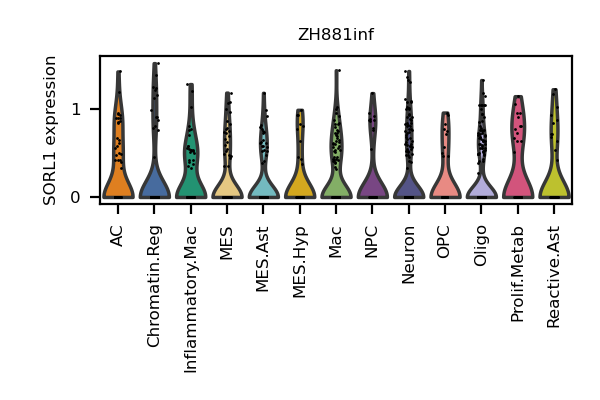 ZH881inf
SORL1 expression
1
0
AC
Chromatin.Reg
Inflammatory.Mac
MES
MES.Ast
MES.Hyp
Mac
NPC
Neuron
OPC
Oligo
Prolif.Metab
Reactive.Ast